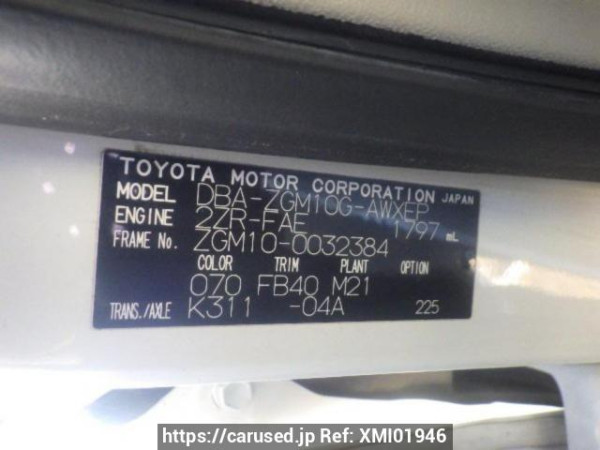 TOYOTA MOTOR CORPORATION JAPAN
MODEL DBA-ZGM10G-AWXEP
ENGINE 2ZR-FAE 1797 mL
FRAME No. ZGM10-0032384
COLOR TRIM PLANT OPTION
070 FB40 M21
TRANS./AXLE K311 -04A 225
https://carused.jp Ref: XMI01946